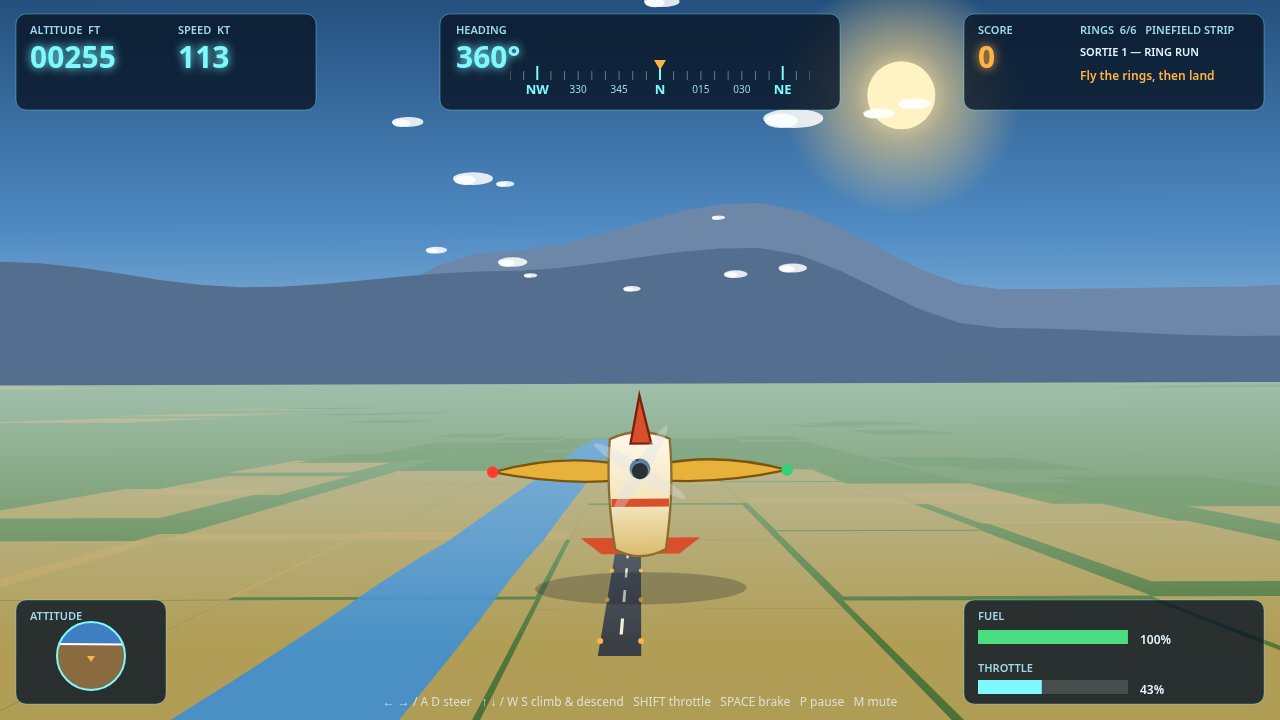 ALTITUDE FT
00255
SPEED KT
113
HEADING
360°
NW 330 345 N 015 030 NE
SCORE
0
RINGS 6/6 PINEFIELD STRIP
SORTIE 1 — RING RUN
Fly the rings, then land
ATTITUDE
FUEL
100%
THROTTLE
43%
← → / A D steer ↑ ↓ / W S climb & descend SHIFT throttle SPACE brake P pause M mute